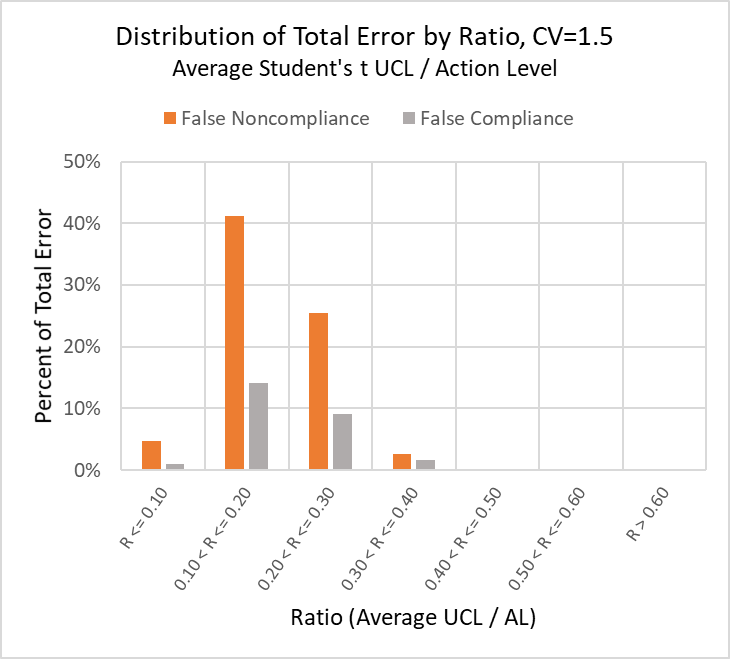 Distribution of Total Error by Ratio, CV=1.5
Average Student's t UCL / Action Level
False Noncompliance False Compliance
Percent of Total Error
50%
40%
30%
20%
10%
0%
R <= 0.10
0.10 < R <= 0.20
0.20 < R <= 0.30
0.30 < R <= 0.40
0.40 < R <= 0.50
0.50 < R <= 0.60
R > 0.60
Ratio (Average UCL / AL)